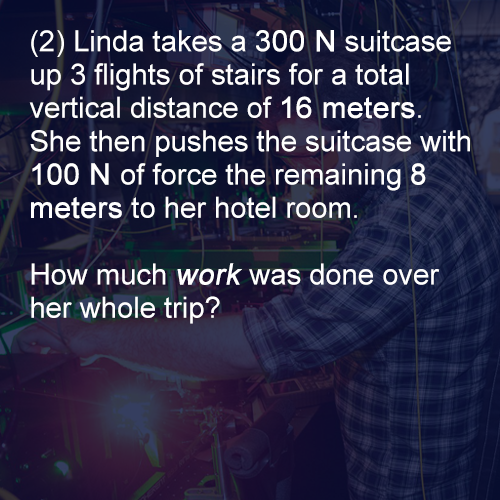 (2) Linda takes a 300 N suitcase
up 3 flights of stairs for a total
vertical distance of 16 meters.
She then pushes the suitcase with
100 N of force the remaining 8
meters to her hotel room.
How much work was done over
her whole trip?